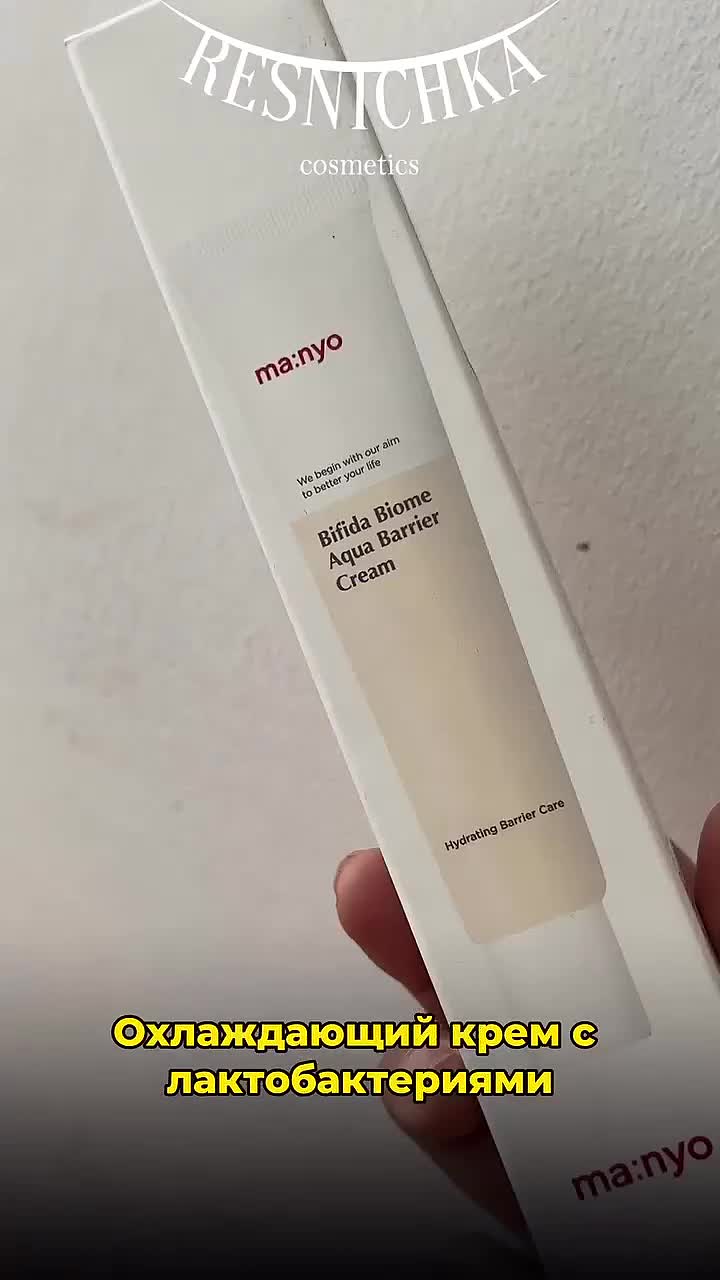 RESNICHKA
cosmetics
ma:nyo
We begin with our aim
to better your life
Bifida Biome
Aqua Barrier
Cream
Hydrating Barrier Care
Охлаждающий крем с
лактобактериями
ma:nyo